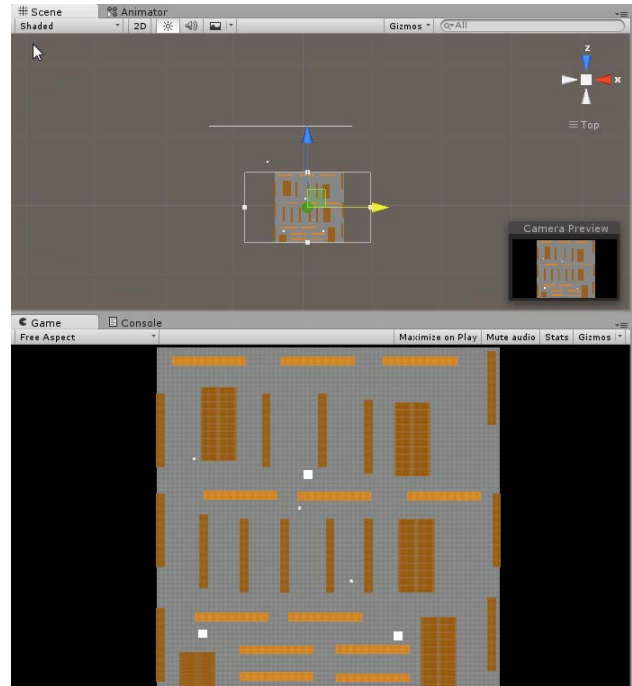 Scene Animator
Shaded 2D Gizmos All
z
x
Top
Camera Preview
Game Console
Free Aspect Maximize on Play Mute audio Stats Gizmos